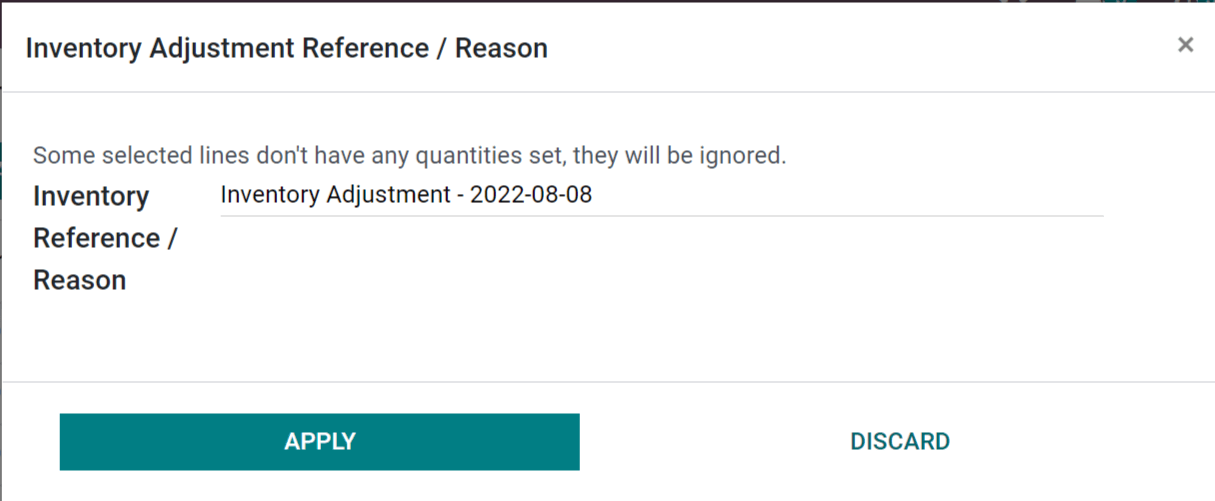 Inventory Adjustment Reference / Reason
×
Some selected lines don't have any quantities set, they will be ignored.
Inventory Reference / Reason
Inventory Adjustment - 2022-08-08
APPLY
DISCARD